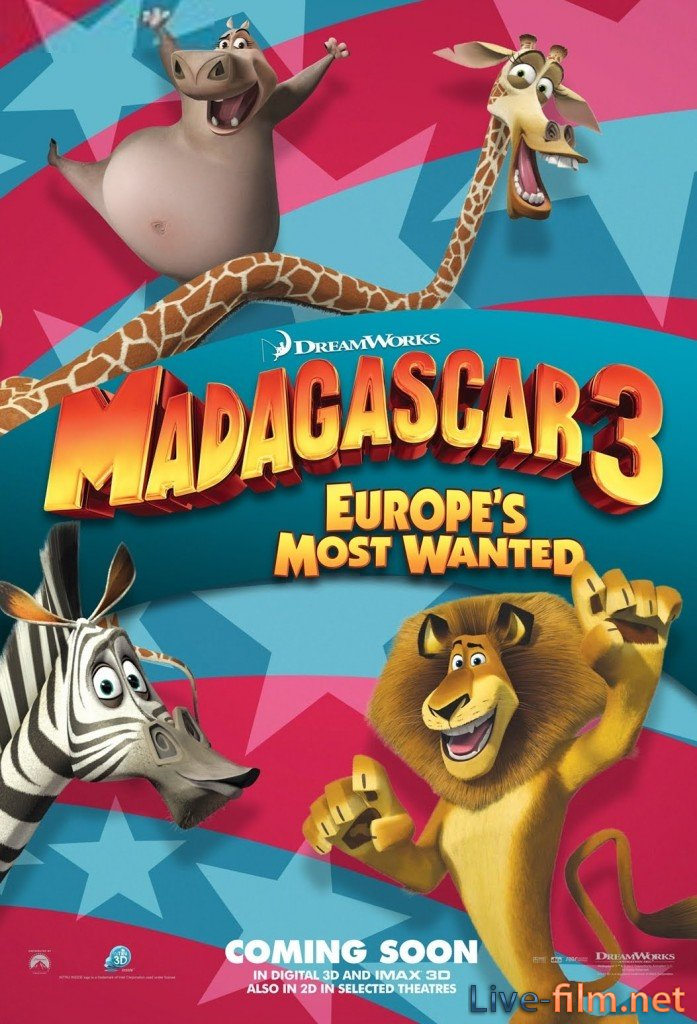 DREAMWORKS
MADAGASCAR 3
EUROPE'S
MOST WANTED
COMING SOON
IN DIGITAL 3D AND IMAX 3D
ALSO IN 2D IN SELECTED THEATRES
3D
DREAMWORKS
Live-film.net